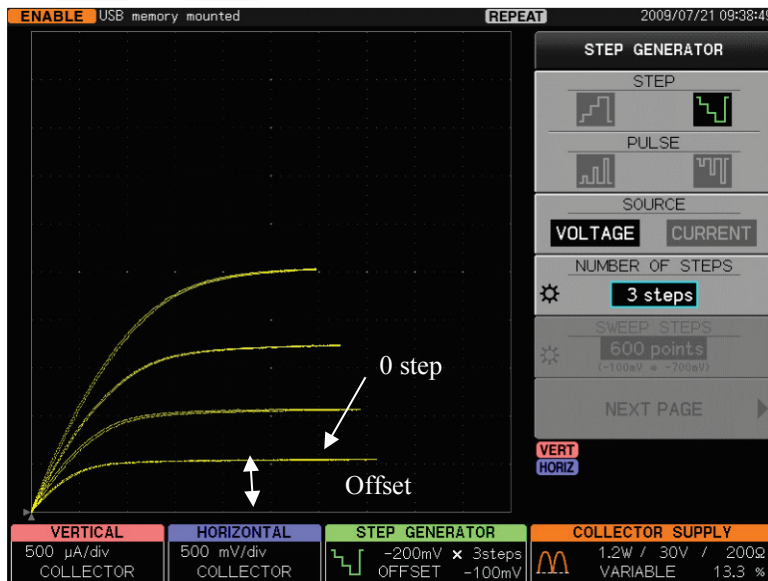 ENABLE USB memory mounted REPEAT 2009/07/21 09:38:49
STEP GENERATOR
STEP
PULSE
SOURCE
VOLTAGE CURRENT
NUMBER OF STEPS
3 steps
SWEEP STEPS
600 points
(-100mV @ -700mV)
NEXT PAGE
0 step
Offset
VERT
HORIZ
VERTICAL
500 µA/div
COLLECTOR
HORIZONTAL
500 mV/div
COLLECTOR
STEP GENERATOR
-200mV × 3steps
OFFSET -100mV
COLLECTOR SUPPLY
1.2W / 30V / 200Ω
VARIABLE 13.3 %